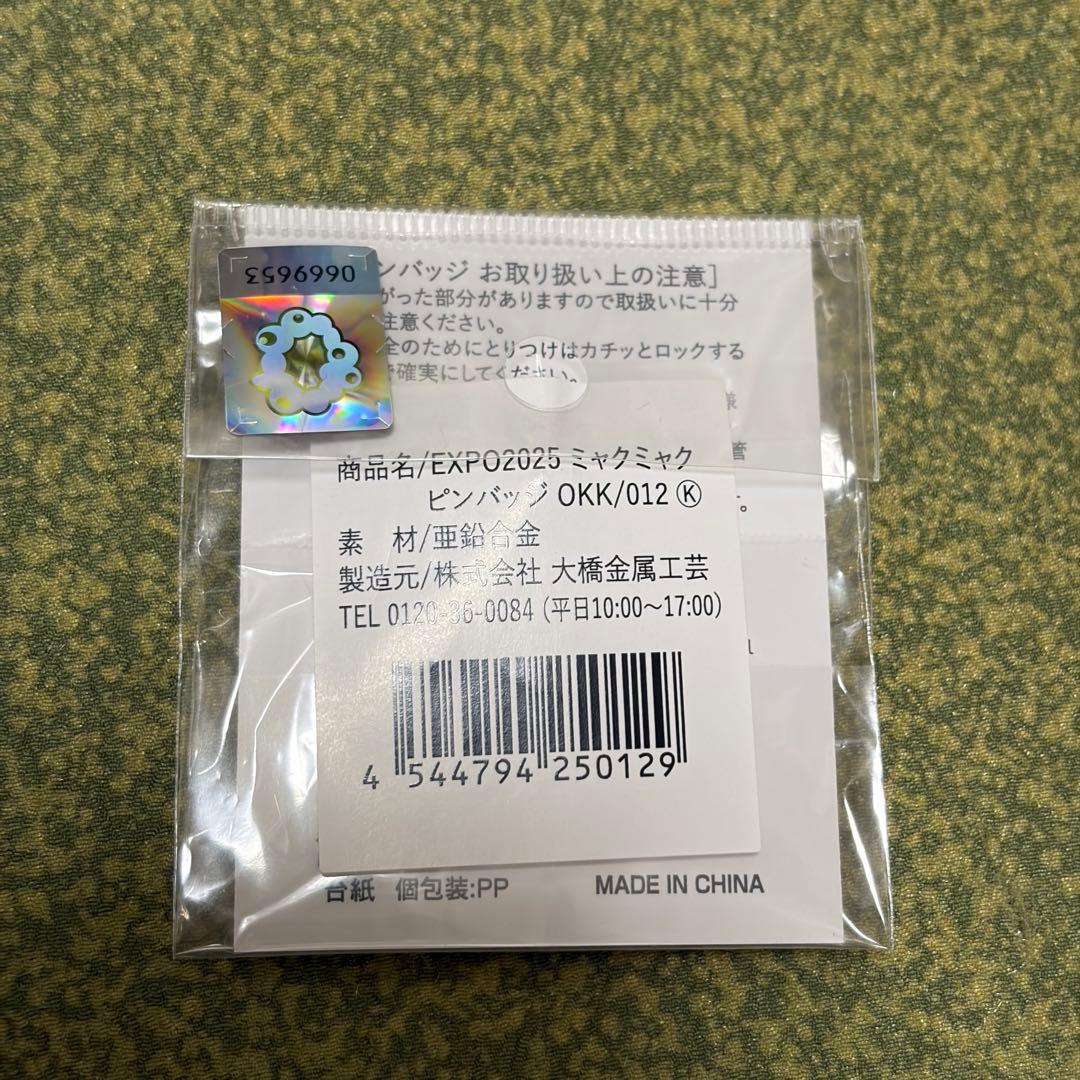 06699653
ンバッジ お取り扱い上の注意]
がった部分がありますので取扱いに十分
注意ください。
全のためにとりつけはカチッとロックする
で確実にしてください。
様
管
す。
商品名/EXPO2025 ミャクミャク
ピンバッジ OKK/012 Ⓚ
素 材/亜鉛合金
製造元/株式会社 大橋金属工芸
TEL 0120-36-0084 (平日10:00～17:00)
4 544794 250129
台紙 個包装:PP MADE IN CHINA